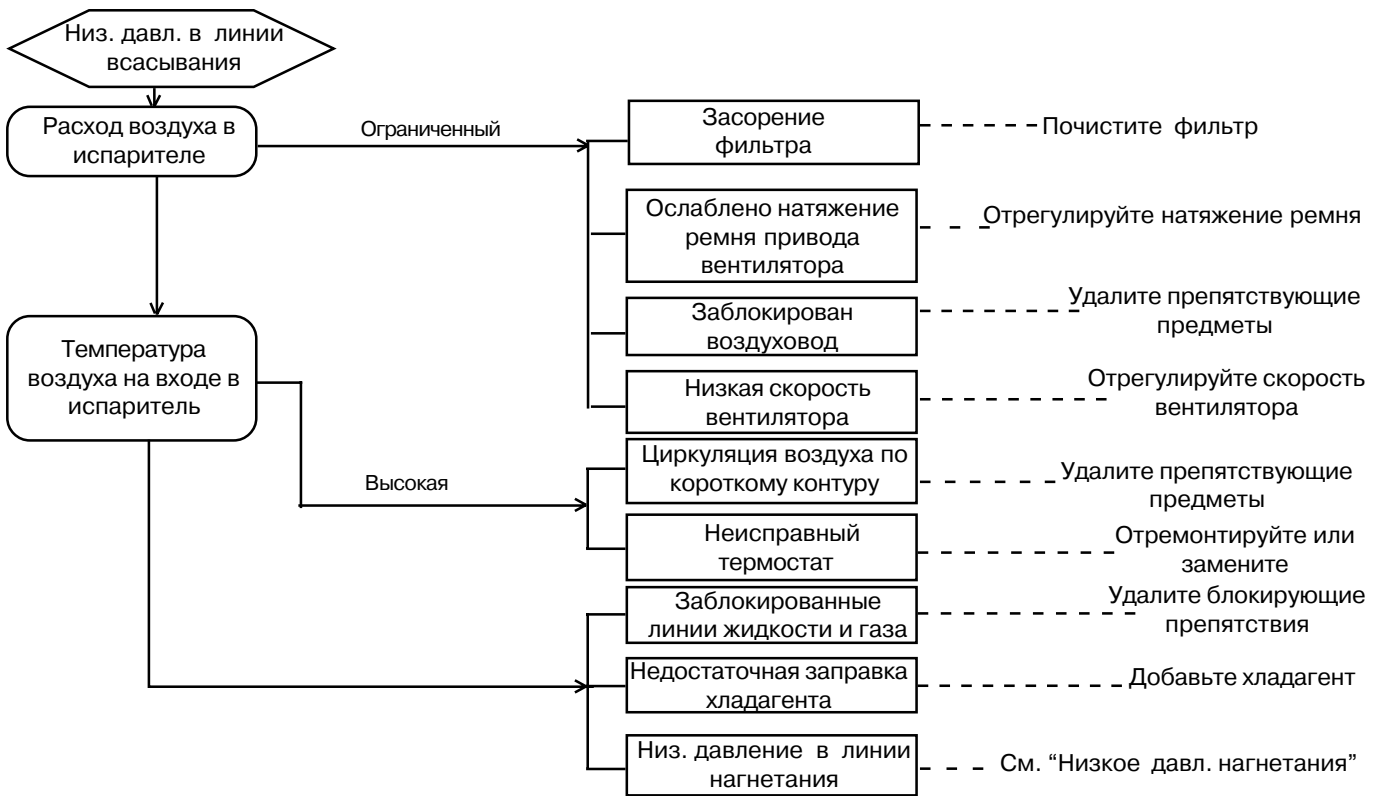 Низ. давл. в линии
всасывания
Расход воздуха в
испарителе
Ограниченный
Засорение
фильтра
Почистите фильтр
Ослаблено натяжение
ремня привода
вентилятора
Отрегулируйте натяжение ремня
Заблокирован
воздуховод
Удалите препятствующие
предметы
Низкая скорость
вентилятора
Отрегулируйте скорость
вентилятора
Температура
воздуха на входе в
испаритель
Высокая
Циркуляция воздуха по
короткому контуру
Удалите препятствующие
предметы
Неисправный
термостат
Отремонтируйте или
замените
Заблокированные
линии жидкости и газа
Удалите блокирующие
препятствия
Недостаточная заправка
хладагента
Добавьте хладагент
Низ. давление в линии
нагнетания
См. “Низкое давл. нагнетания”